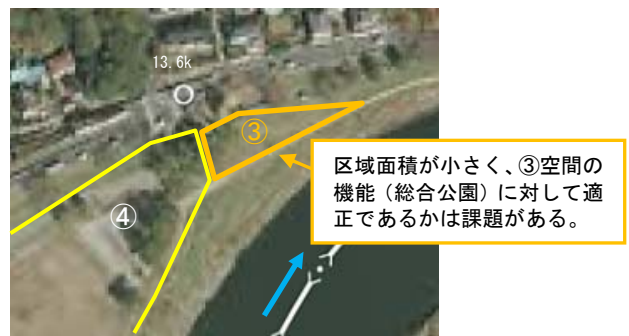 13.6k
③
④
区域面積が小さく、③空間の
機能（総合公園）に対して適
正であるかは課題がある。